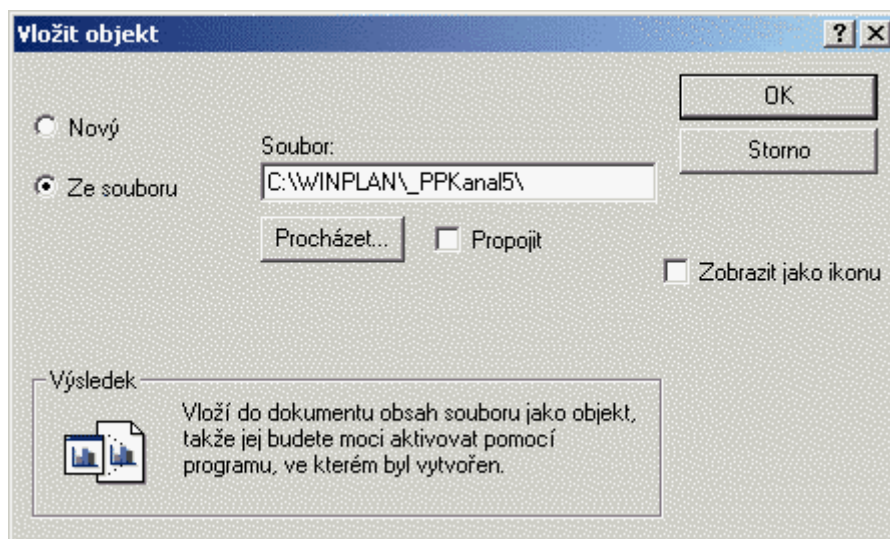 Vložit objekt
Nový
Ze souboru
Soubor:
C:\WINPLAN\_PPKanal5\
Procházet...
Propojit
OK
Storno
Zobrazit jako ikonu
Výsledek
Vloží do dokumentu obsah souboru jako objekt,
takže jej budete moci aktivovat pomocí
programu, ve kterém byl vytvořen.